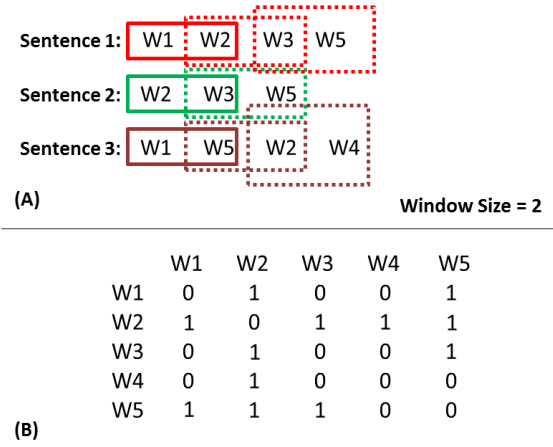 Sentence 1: W1 W2 W3 W5
Sentence 2: W2 W3 W5
Sentence 3: W1 W5 W2 W4
(A)
Window Size = 2
W1 W2 W3 W4 W5
W1 0 1 0 0 1
W2 1 0 1 1 1
W3 0 1 0 0 1
W4 0 1 0 0 0
W5 1 1 1 0 0
(B)